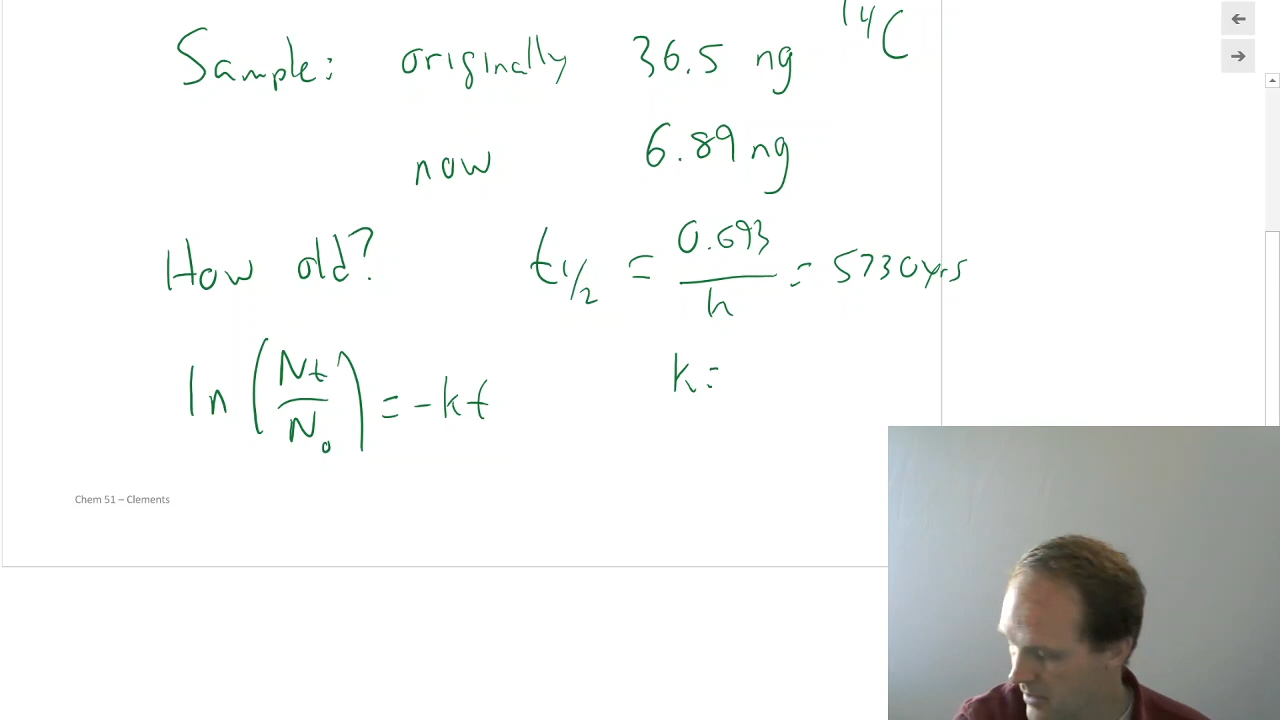 Sample: originally 36.5 ng ¹⁴C
now 6.89 ng
How old? t1/2 = 0.693/k = 5730 yrs
ln(Nt/N₀) = -kt k=
Chem 51 – Clements